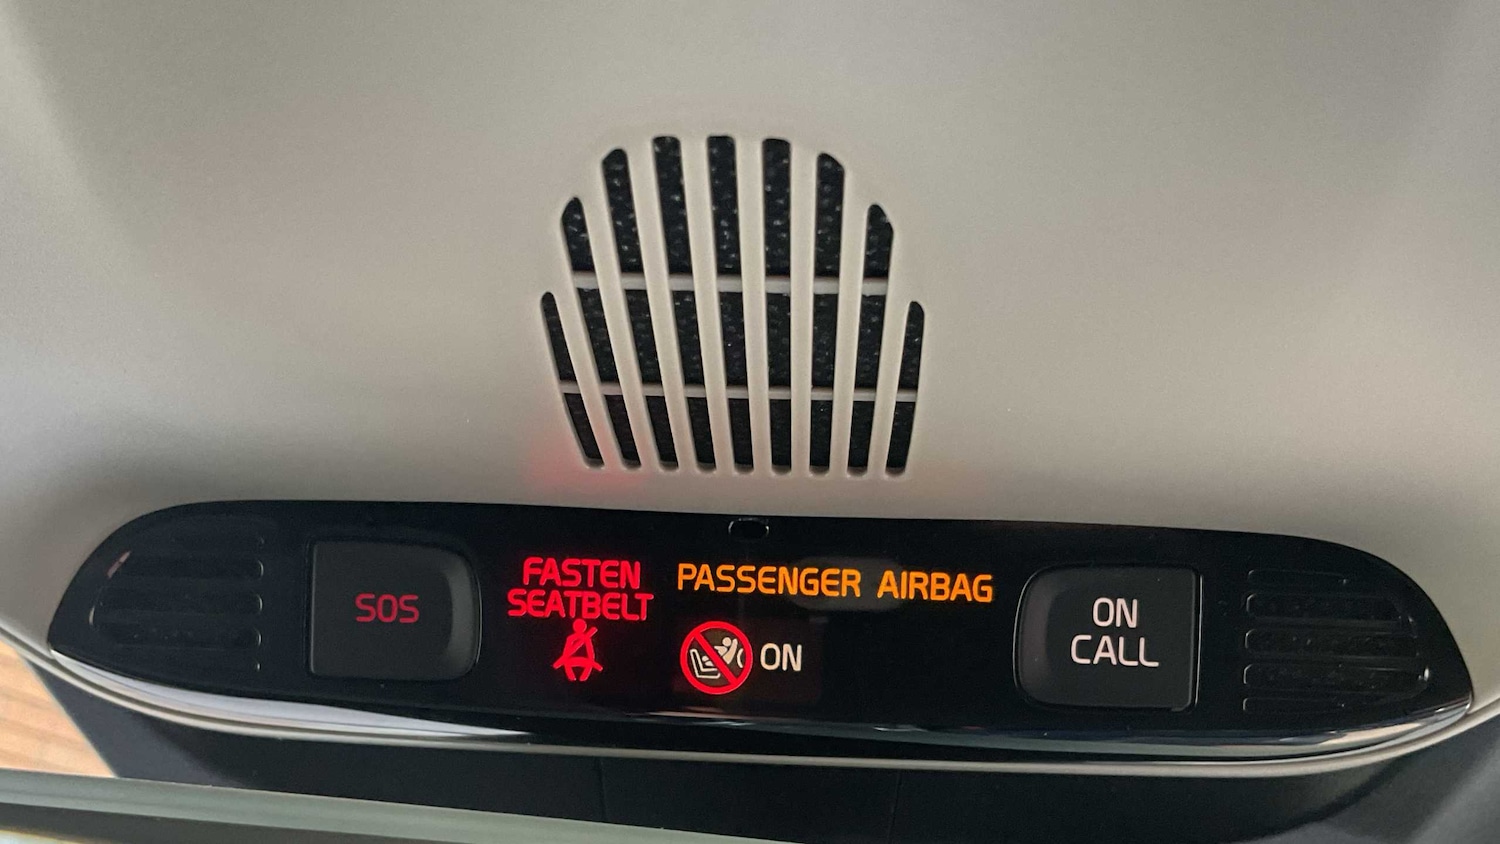 SOS
FASTEN
SEATBELT
PASSENGER AIRBAG
ON
ON
CALL